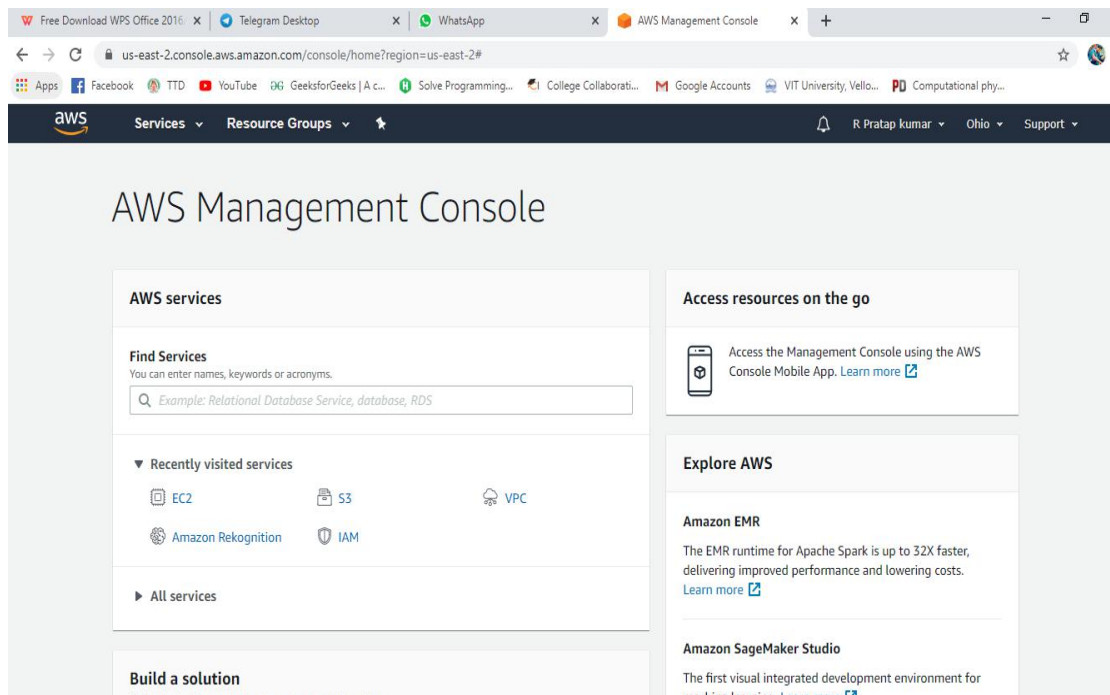 Free Download WPS Office 2016
Telegram Desktop
WhatsApp
AWS Management Console
us-east-2.console.aws.amazon.com/console/home?region=us-east-2#
Apps
Facebook
TTD
YouTube
GeeksforGeeks | A c...
Solve Programming...
College Collaborati...
Google Accounts
VIT University, Vello...
PD Computational phy...
aws
Services
Resource Groups
R Pratap kumar
Ohio
Support
AWS Management Console
AWS services
Find Services
You can enter names, keywords or acronyms.
Example: Relational Database Service, database, RDS
Recently visited services
EC2
S3
VPC
Amazon Rekognition
IAM
All services
Build a solution
Access resources on the go
Access the Management Console using the AWS
Console Mobile App. Learn more
Explore AWS
Amazon EMR
The EMR runtime for Apache Spark is up to 32X faster,
delivering improved performance and lowering costs.
Learn more
Amazon SageMaker Studio
The first visual integrated development environment for